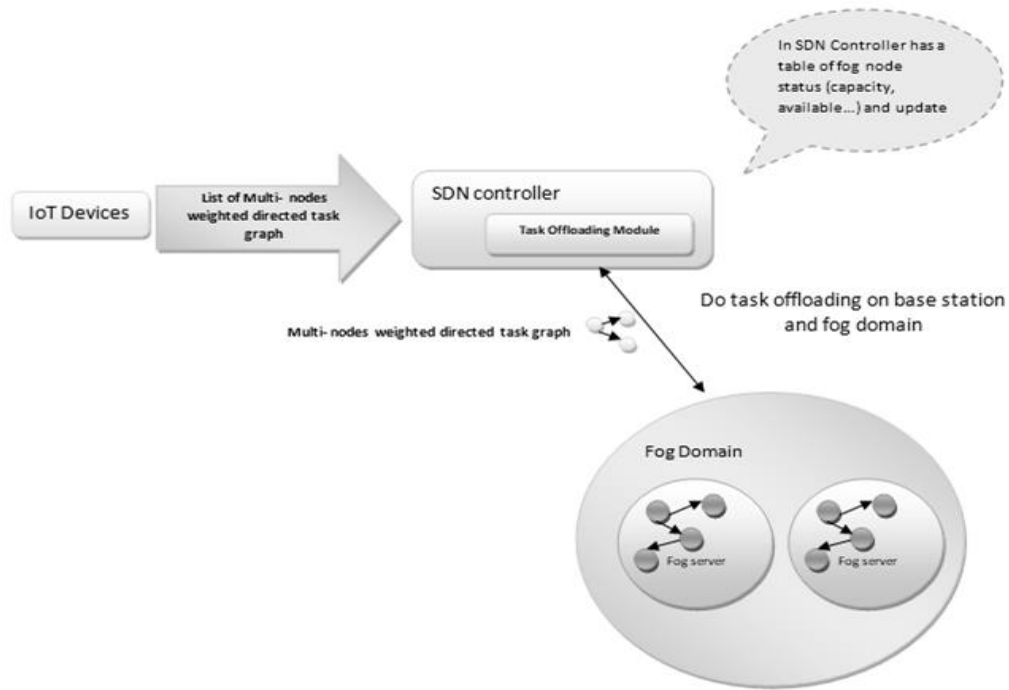 In SDN Controller has a
table of fog node
status (capacity,
available...) and update
IoT Devices
List of Multi- nodes
weighted directed task
graph
SDN controller
Task Offloading Module
Multi-nodes weighted directed task graph
Do task offloading on base station
and fog domain
Fog Domain
Fog server
Fog server